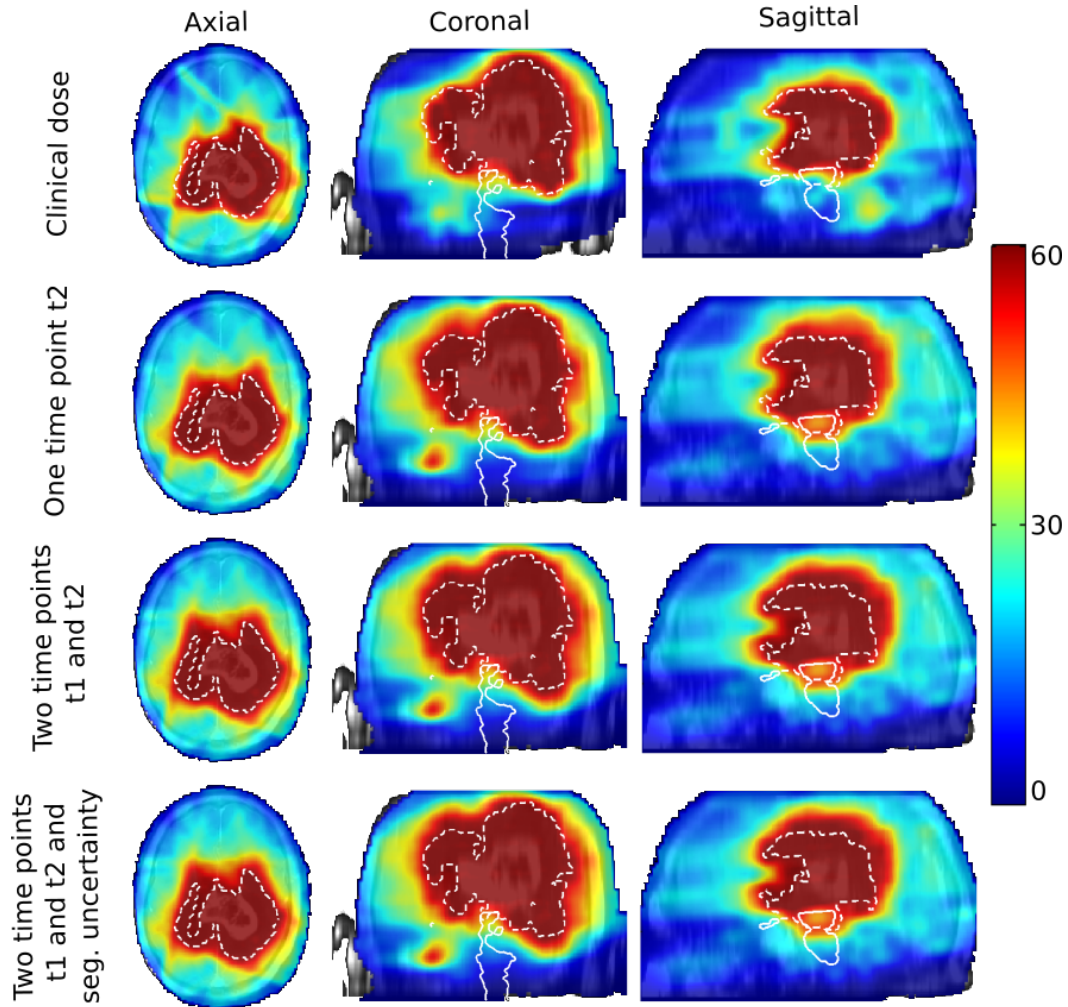 Axial
Coronal
Sagittal
Clinical dose
One time point t2
Two time points
t1 and t2
Two time points
t1 and t2 and
seg. uncertainty
60
30
0